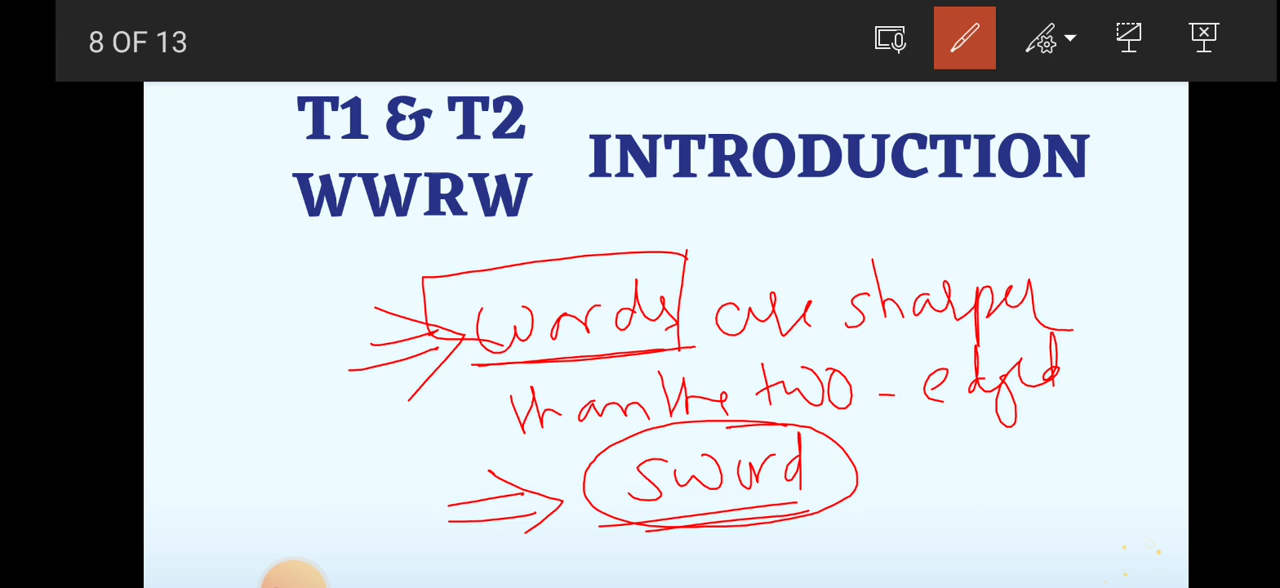 8 OF 13
T1 & T2
WWRW
INTRODUCTION
words are sharper
than the two-edged
sword